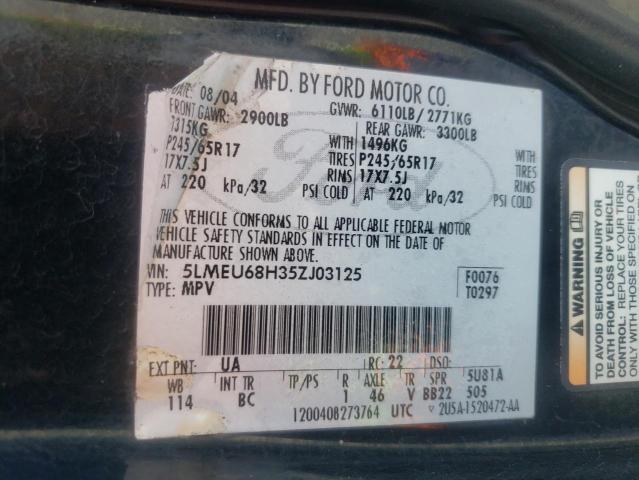 MFD. BY FORD MOTOR CO.
DATE: 08/04 GVWR: 6110LB/ 2771KG
FRONT GAWR: 2900LB REAR GAWR: 3300LB
1315KG WITH 1496KG WITH
P245/65R17 TIRES P245/65R17 TIRES
17X7.5J RIMS 17X7.5J RIMS
AT 220 kPa/32 PSI COLD AT 220 kPa/32 PSI COLD
Ford
THIS VEHICLE CONFORMS TO ALL APPLICABLE FEDERAL MOTOR
VEHICLE SAFETY STANDARDS IN EFFECT ON THE DATE OF
MANUFACTURE SHOWN ABOVE.
VIN: 5LMEU68H35ZJ03125 F0076
TYPE: MPV T0297
EXT PNT: UA RC: 22 DSO:
WB INT TR TP/PS R AXLE TR SPR 5U81A
114 BC 1 46 V BB22 505
1200408273764 UTC ▽ 2U5A-1520472-AA
⚠ WARNING
TO AVOID SERIOUS INJURY OR
DEATH FROM LOSS OF VEHICLE
CONTROL: REPLACE YOUR TIRES
ONLY WITH THOSE SPECIFIED ON